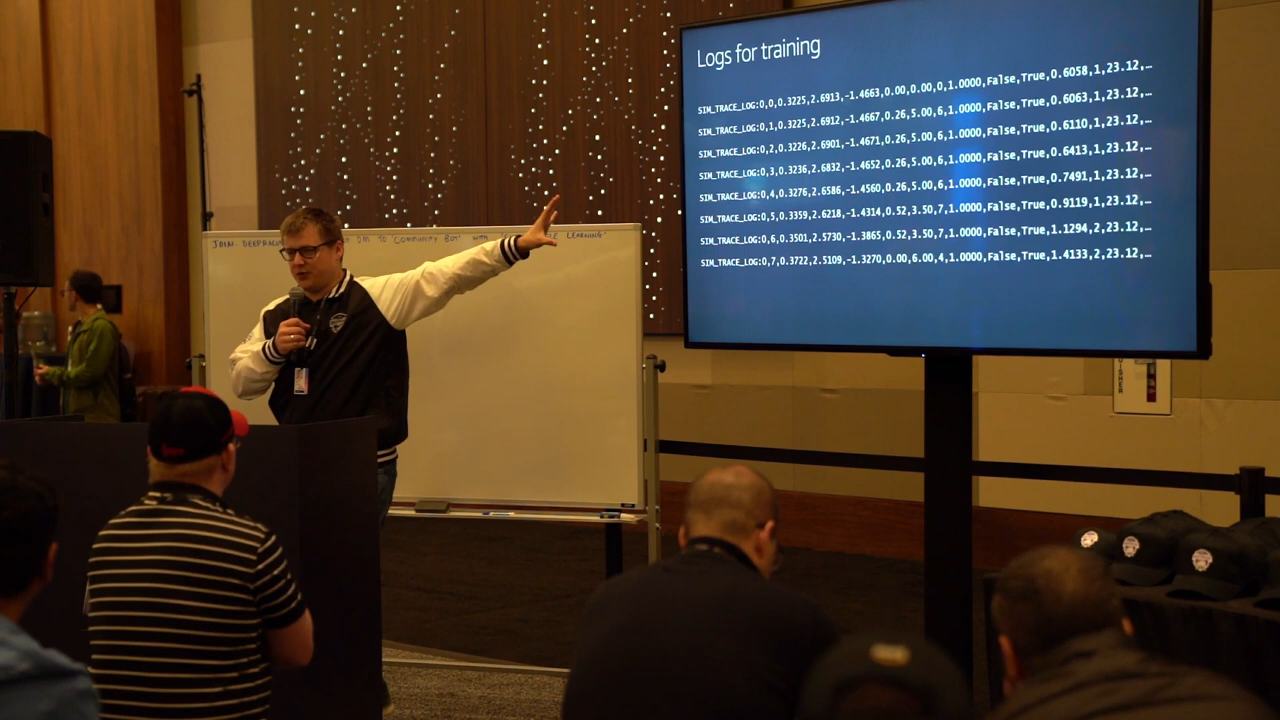 Logs for training
SIM_TRACE_LOG:0,0,0.3225,2.6913,-1.4663,0.00,0.00,0,1.0000,False,True,0.6058,1,23.12,…
SIM_TRACE_LOG:0,1,0.3225,2.6912,-1.4667,0.26,5.00,6,1.0000,False,True,0.6063,1,23.12,…
SIM_TRACE_LOG:0,2,0.3226,2.6901,-1.4671,0.26,5.00,6,1.0000,False,True,0.6110,1,23.12,…
SIM_TRACE_LOG:0,3,0.3236,2.6832,-1.4652,0.26,5.00,6,1.0000,False,True,0.6413,1,23.12,…
SIM_TRACE_LOG:0,4,0.3276,2.6586,-1.4560,0.26,5.00,6,1.0000,False,True,0.7491,1,23.12,…
SIM_TRACE_LOG:0,5,0.3359,2.6218,-1.4314,0.52,3.50,7,1.0000,False,True,0.9119,1,23.12,…
SIM_TRACE_LOG:0,6,0.3501,2.5730,-1.3865,0.52,3.50,7,1.0000,False,True,1.1294,2,23.12,…
SIM_TRACE_LOG:0,7,0.3722,2.5109,-1.3270,0.00,6.00,4,1.0000,False,True,1.4133,2,23.12,…
JOIN DM TO "COMMUNITY BOT" WITH LEARNING"